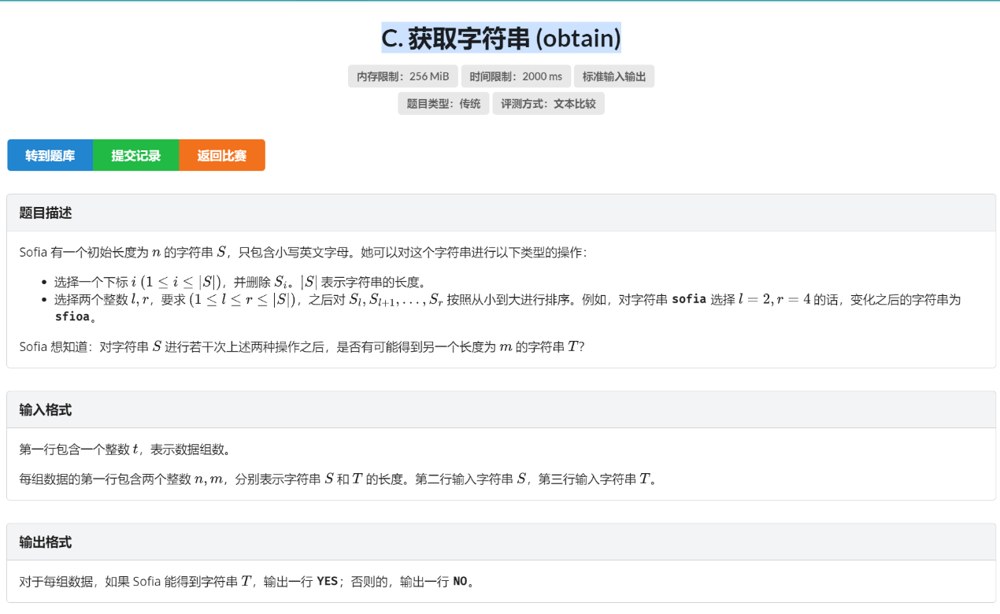 C. 获取字符串 (obtain)
内存限制：256 MiB 时间限制：2000 ms 标准输入输出
题目类型：传统 评测方式：文本比较
转到题库 提交记录 返回比赛
题目描述
Sofia 有一个初始长度为 n 的字符串 S，只包含小写英文字母。她可以对这个字符串进行以下类型的操作：
• 选择一个下标 i (1 ≤ i ≤ |S|)，并删除 S_i。|S| 表示字符串的长度。
• 选择两个整数 l, r，要求 (1 ≤ l ≤ r ≤ |S|)，之后对 S_l, S_{l+1}, . . . , S_r 按照从小到大进行排序。例如，对字符串 sofia 选择 l = 2, r = 4 的话，变化之后的字符串为
sfioa。
Sofia 想知道：对字符串 S 进行若干次上述两种操作之后，是否有可能得到另一个长度为 m 的字符串 T？
输入格式
第一行包含一个整数 t，表示数据组数。
每组数据的第一行包含两个整数 n, m，分别表示字符串 S 和 T 的长度。第二行输入字符串 S，第三行输入字符串 T。
输出格式
对于每组数据，如果 Sofia 能得到字符串 T，输出一行 YES；否则的，输出一行 NO。